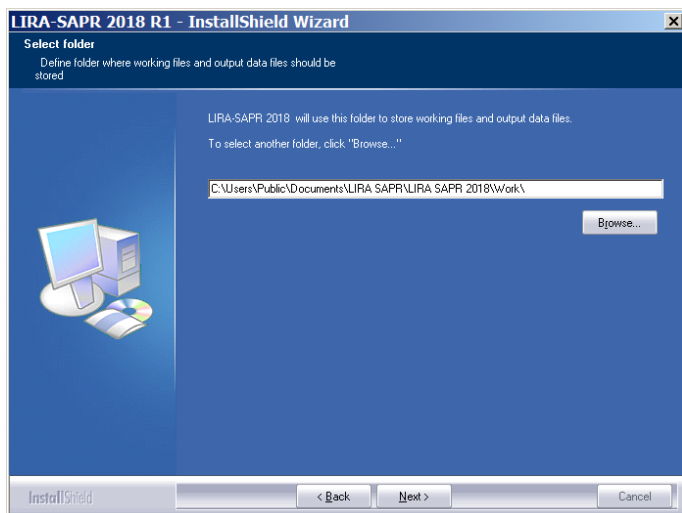 LIRA-SAPR 2018 R1 - InstallShield Wizard
Select folder
Define folder where working files and output data files should be
stored
LIRA-SAPR 2018 will use this folder to store working files and output data files.
To select another folder, click "Browse..."
C:\Users\Public\Documents\LIRA SAPR\LIRA SAPR 2018\Work\
Browse...
InstallShield
< Back Next > Cancel